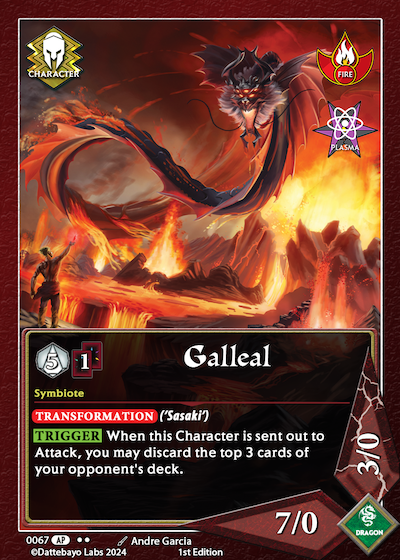 CHARACTER
FIRE
PLASMA
5
1
Galleal
Symbiote
TRANSFORMATION ('Sasaki')
TRIGGER When this Character is sent out to
Attack, you may discard the top 3 cards of
your opponent's deck.
3/0
7/0
DRAGON
0067 AP •• Andre Garcia
©Dattebayo Labs 2024 1st Edition